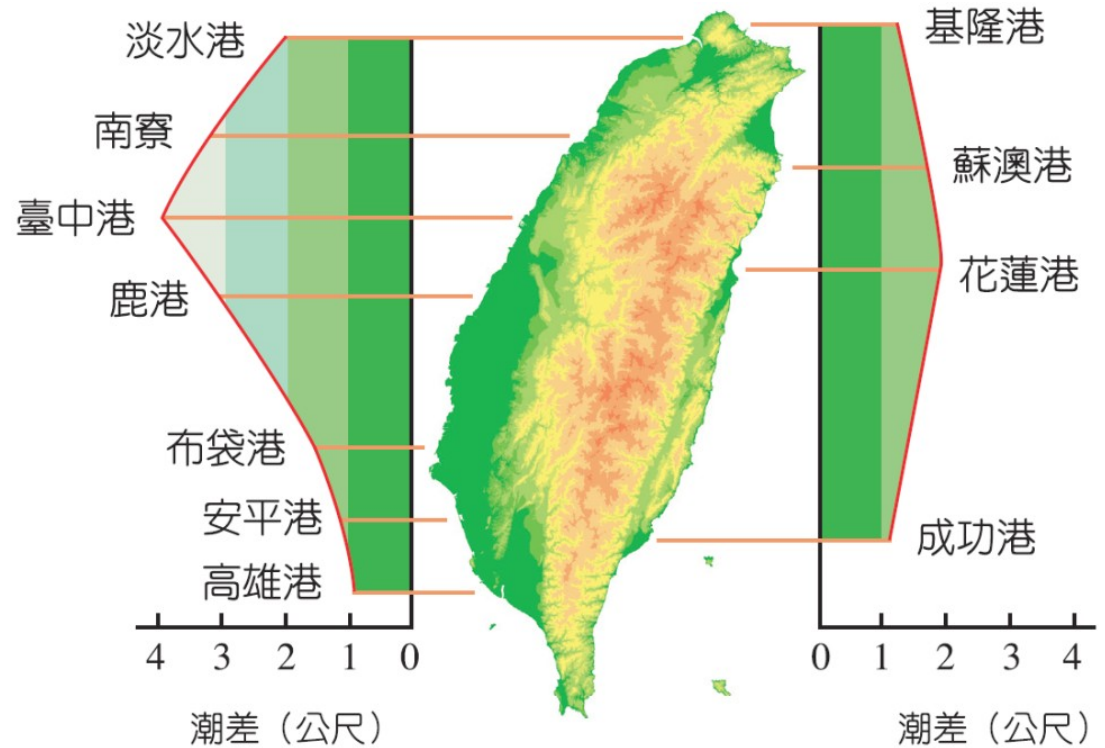 淡水港
南寮
臺中港
鹿港
布袋港
安平港
高雄港
4 3 2 1 0
潮差（公尺）
基隆港
蘇澳港
花蓮港
成功港
0 1 2 3 4
潮差（公尺）